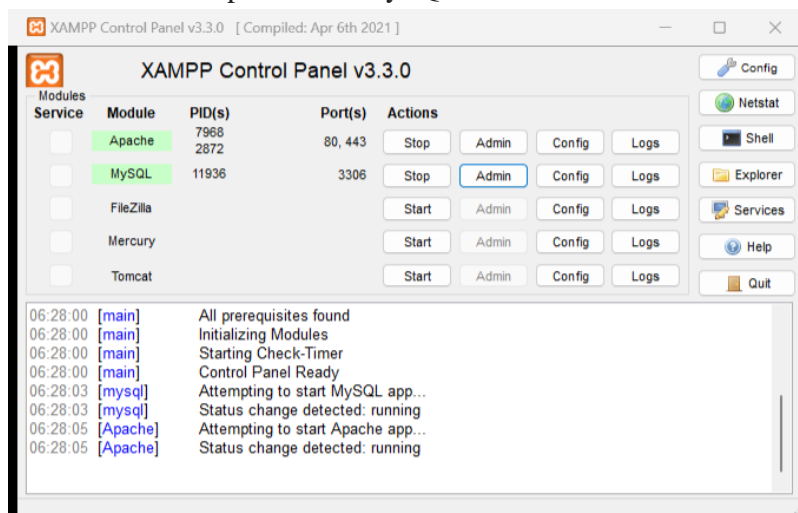 XAMPP Control Panel v3.3.0 [ Compiled: Apr 6th 2021 ]
XAMPP Control Panel v3.3.0
Config
Modules
Netstat
Service Module PID(s) Port(s) Actions
Apache 7968 2872 80, 443 Stop Admin Config Logs
Shell
MySQL 11936 3306 Stop Admin Config Logs
Explorer
FileZilla Start Admin Config Logs
Services
Mercury Start Admin Config Logs
Help
Tomcat Start Admin Config Logs
Quit
06:28:00 [main] All prerequisites found
06:28:00 [main] Initializing Modules
06:28:00 [main] Starting Check-Timer
06:28:00 [main] Control Panel Ready
06:28:03 [mysql] Attempting to start MySQL app...
06:28:03 [mysql] Status change detected: running
06:28:05 [Apache] Attempting to start Apache app...
06:28:05 [Apache] Status change detected: running